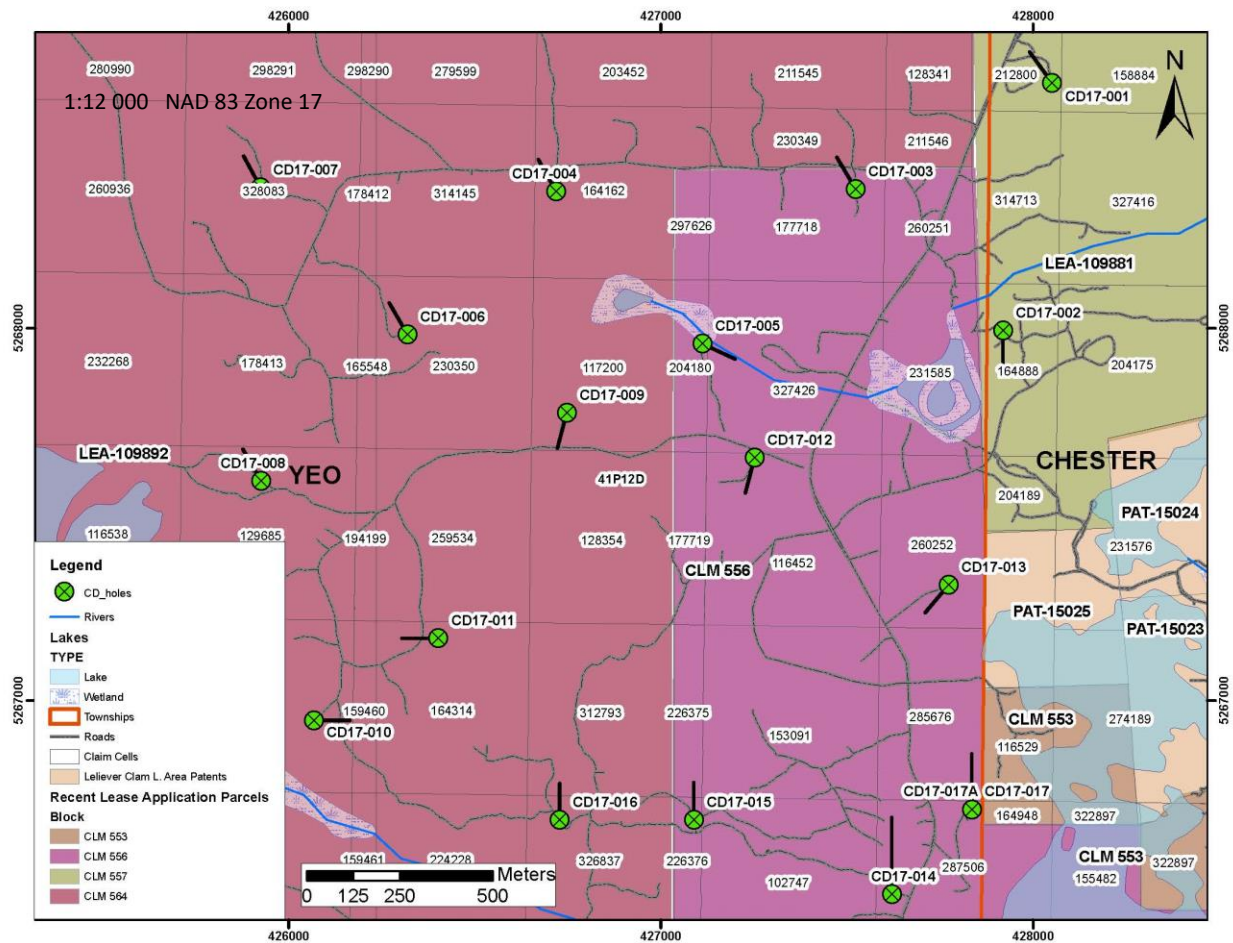 426000 427000 428000
280990 298291 298290 279599 203452 211545 128341 212800 158884
N
1:12 000 NAD 83 Zone 17
CD17-001
230349 211546
CD17-007 CD17-004 CD17-003
260936 328083 178412 314145 164162 314713 327416
297626 177718 260251
LEA-109881
5268000 CD17-006 CD17-005 CD17-002 5268000
232268 178413 165548 230350 117200 204180 327426 231585 164888 204175
CD17-009
CD17-012
LEA-109892 CD17-008 YEO CHESTER
41P12D 204189
PAT-15024
116538 129685 194199 259534 128354 177719 116452 260252 231576
CLM 556 CD17-013
PAT-15025
CD17-011 PAT-15023
5267000 5267000
159460 164314 312793 226375 285676 CLM 553 274189
CD17-010 153091 116529
CD17-016 CD17-015 CD17-017A CD17-017
164948 322897
159461 224228 326837 226376 CD17-014 287506 CLM 553 322897
102747 155482
Legend
CD_holes
Rivers
Lakes
TYPE
Lake
Wetland
Townships
Roads
Claim Cells
Leliever Clam L. Area Patents
Recent Lease Application Parcels
Block
CLM 553
CLM 556
CLM 557
CLM 564
Meters
0 125 250 500
426000 427000 428000